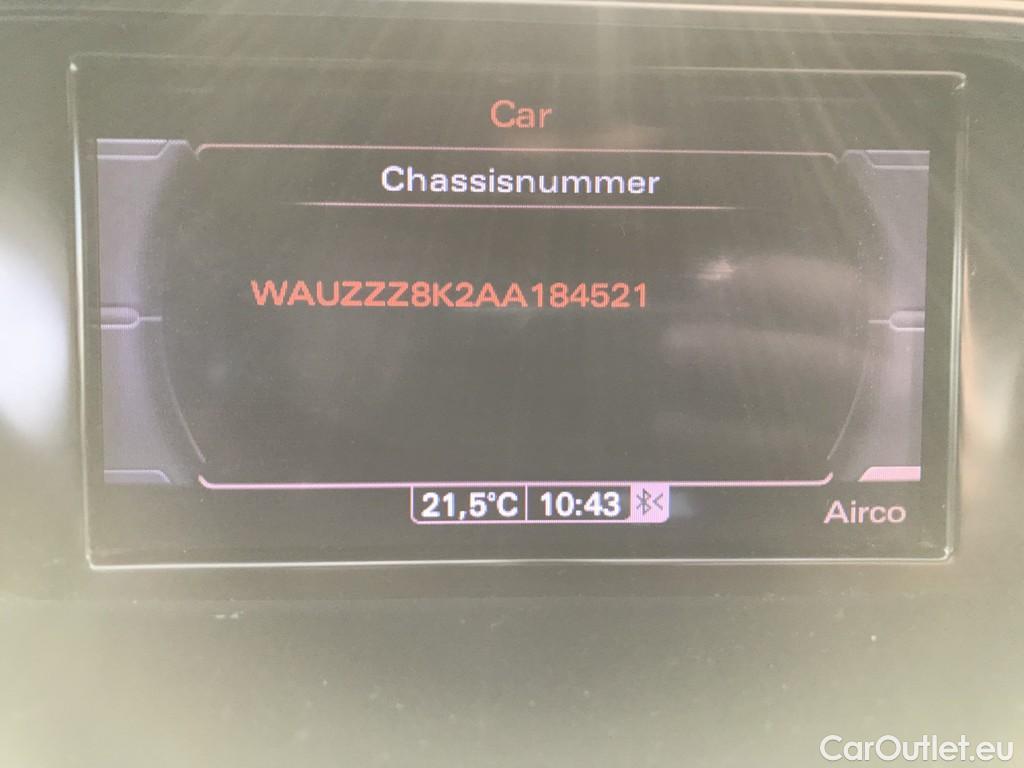 Car
Chassisnummer
WAUZZZ8K2AA184521
21,5°C 10:43
Airco
CarOutlet.eu